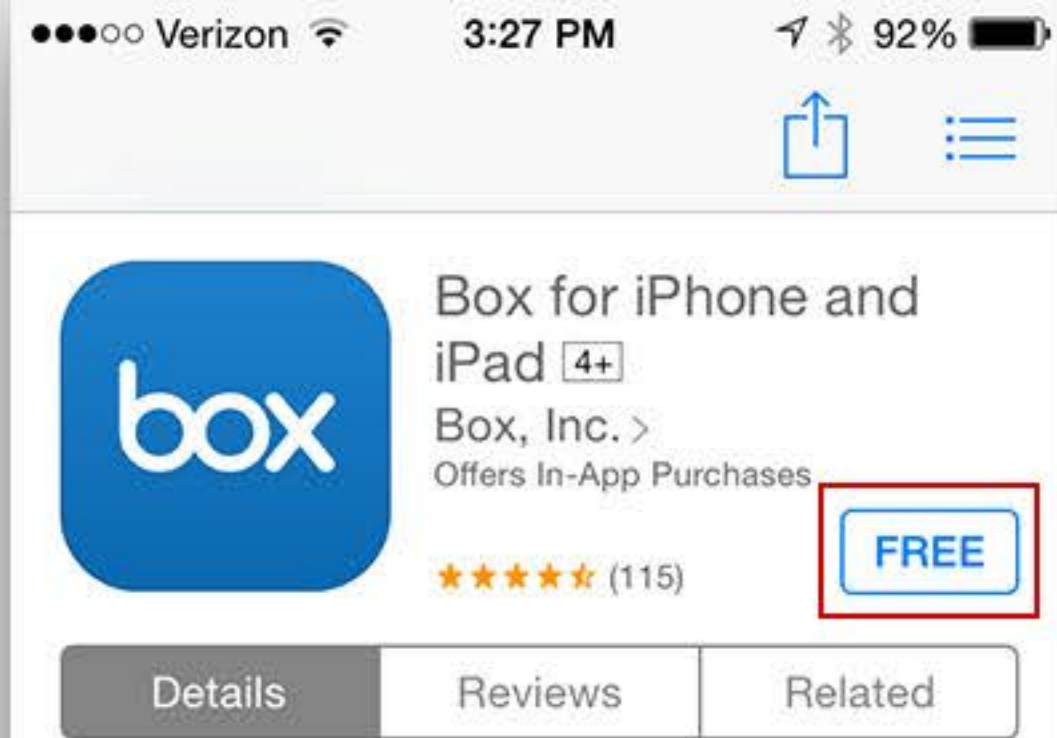 Verizon 3:27 PM 92%
box
Box for iPhone and
iPad 4+
Box, Inc. >
Offers In-App Purchases
(115)
FREE
Details Reviews Related